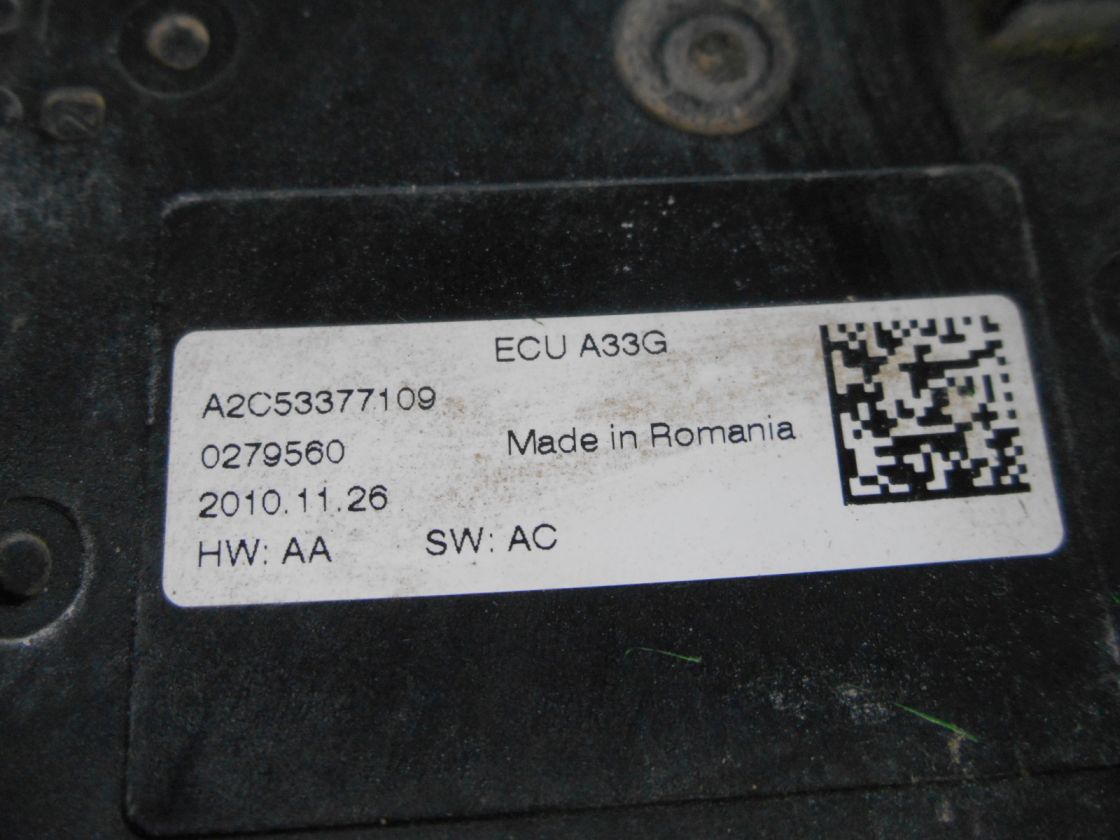 ECU A33G
A2C53377109
0279560
Made in Romania
2010.11.26
HW: AA SW: AC